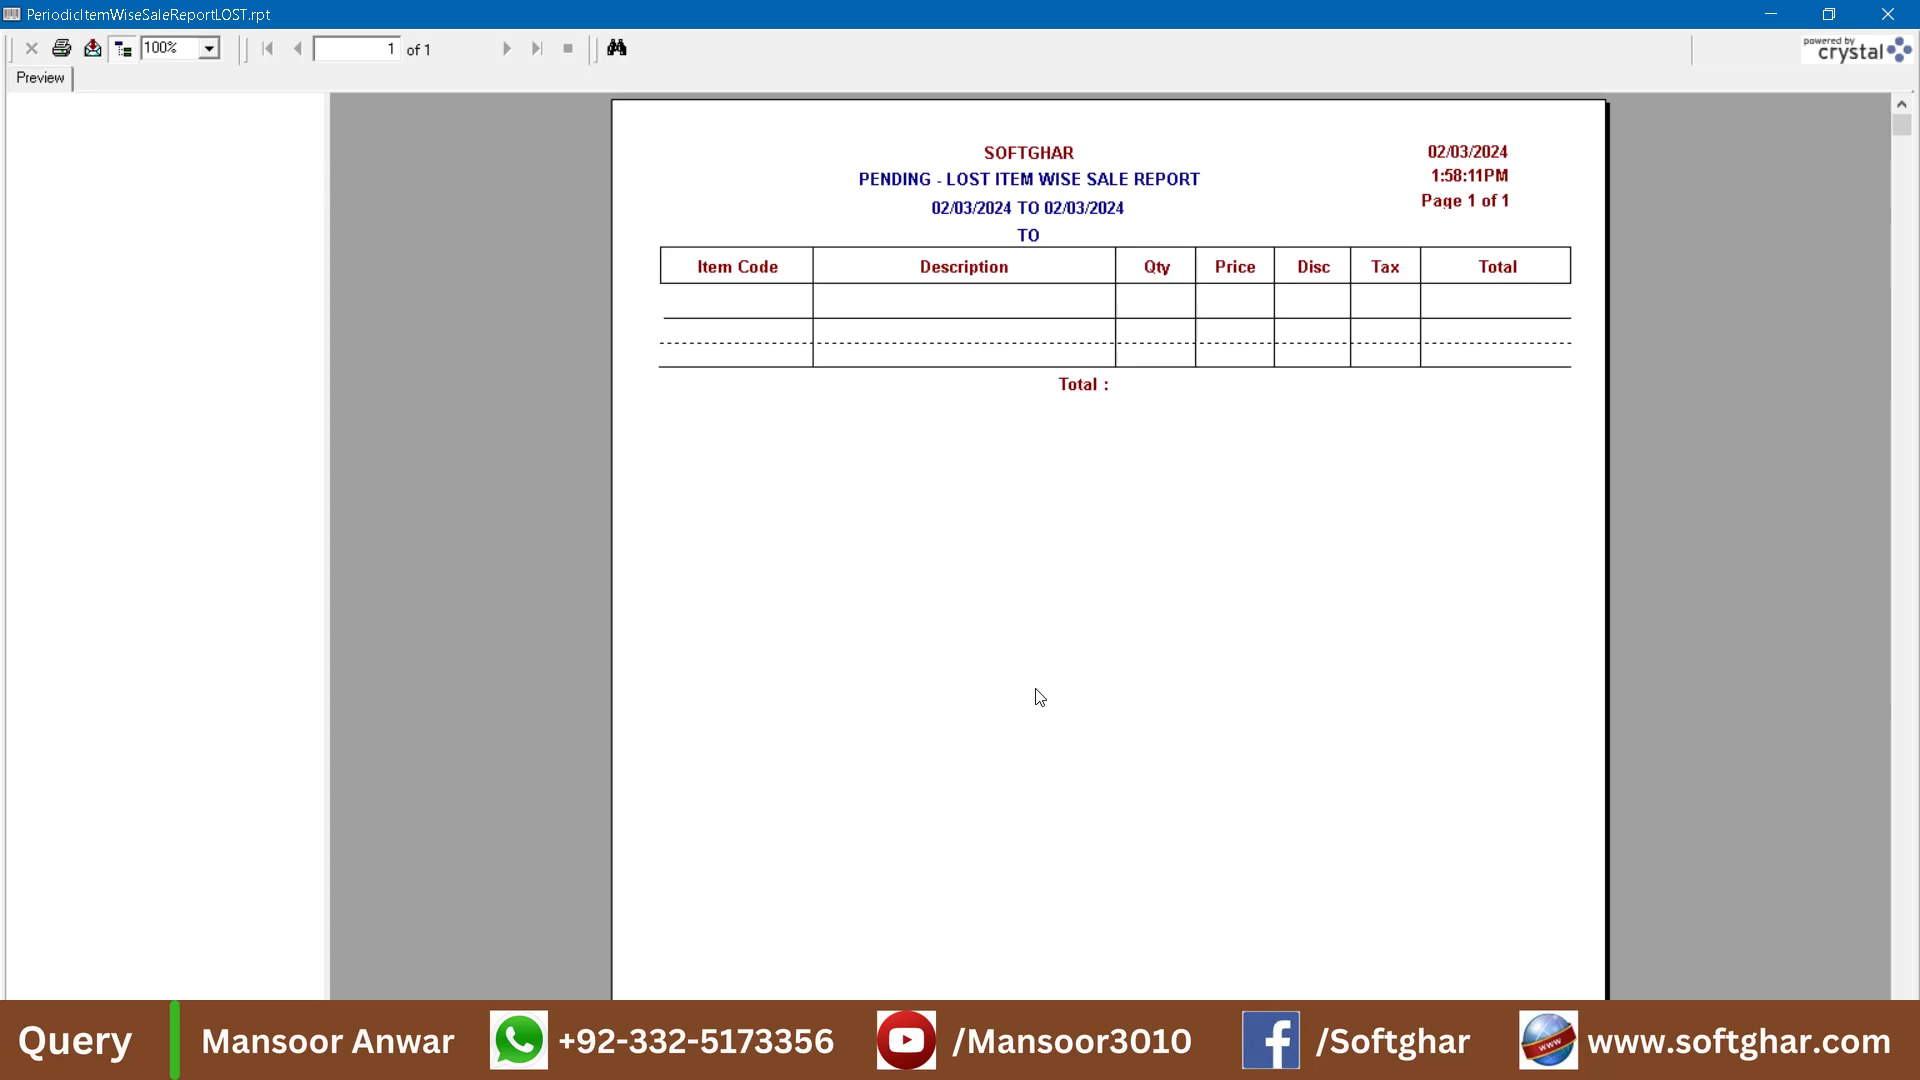 PeriodicItemWiseSaleReportLOST.rpt
100%
1 of 1
powered by
crystal
Preview
SOFTGHAR
02/03/2024
PENDING - LOST ITEM WISE SALE REPORT
1:58:11PM
02/03/2024 TO 02/03/2024
Page 1 of 1
TO
Item Code Description Qty Price Disc Tax Total
Total :
Query Mansoor Anwar +92-332-5173356 /Mansoor3010 /Softghar www www.softghar.com